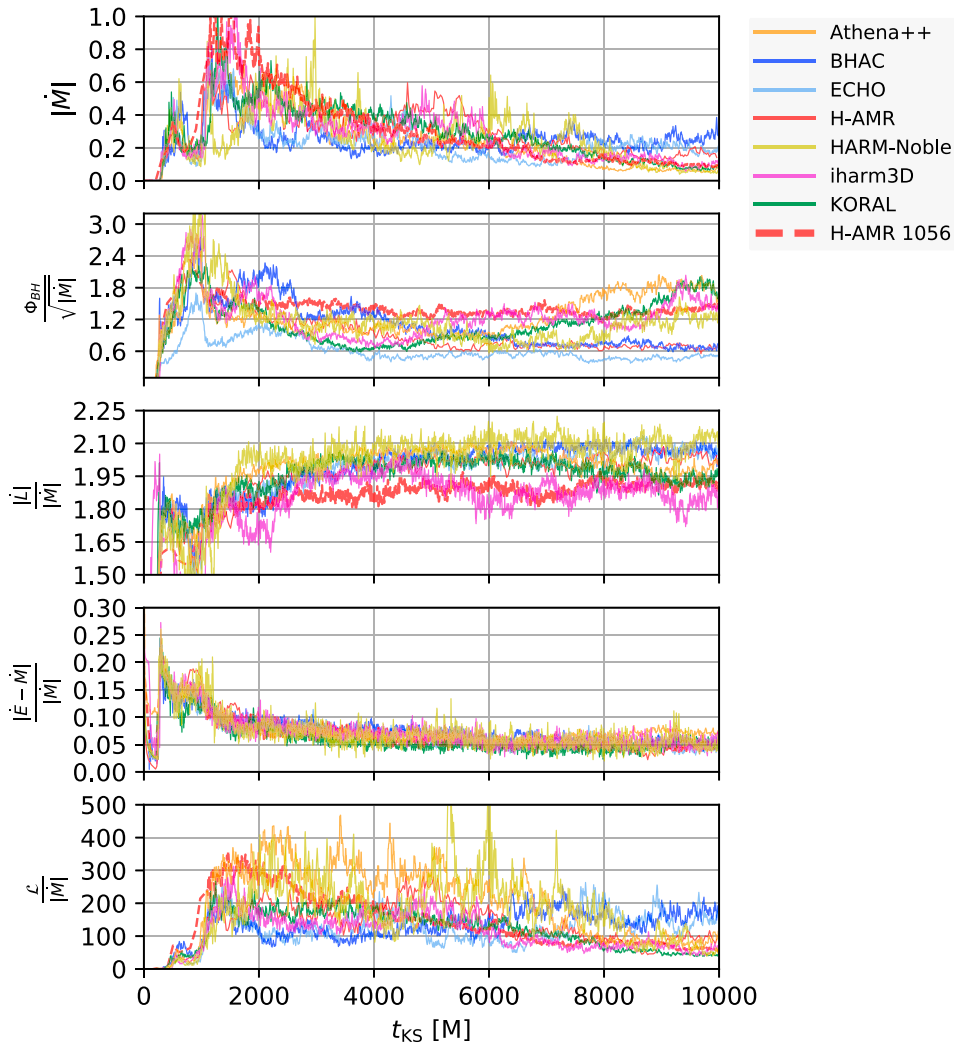 |Ṁ|
1.0
0.8
0.6
0.4
0.2
0.0
Athena++
BHAC
ECHO
H-AMR
HARM-Noble
iharm3D
KORAL
H-AMR 1056
Φ_BH / √|Ṁ|
3.0
2.4
1.8
1.2
0.6
|L̇| / |Ṁ|
2.25
2.10
1.95
1.80
1.65
1.50
|Ė − Ṁ| / |Ṁ|
0.30
0.25
0.20
0.15
0.10
0.05
0.00
ℒ / |Ṁ|
500
400
300
200
100
0
0 2000 4000 6000 8000 10000
t_KS [M]